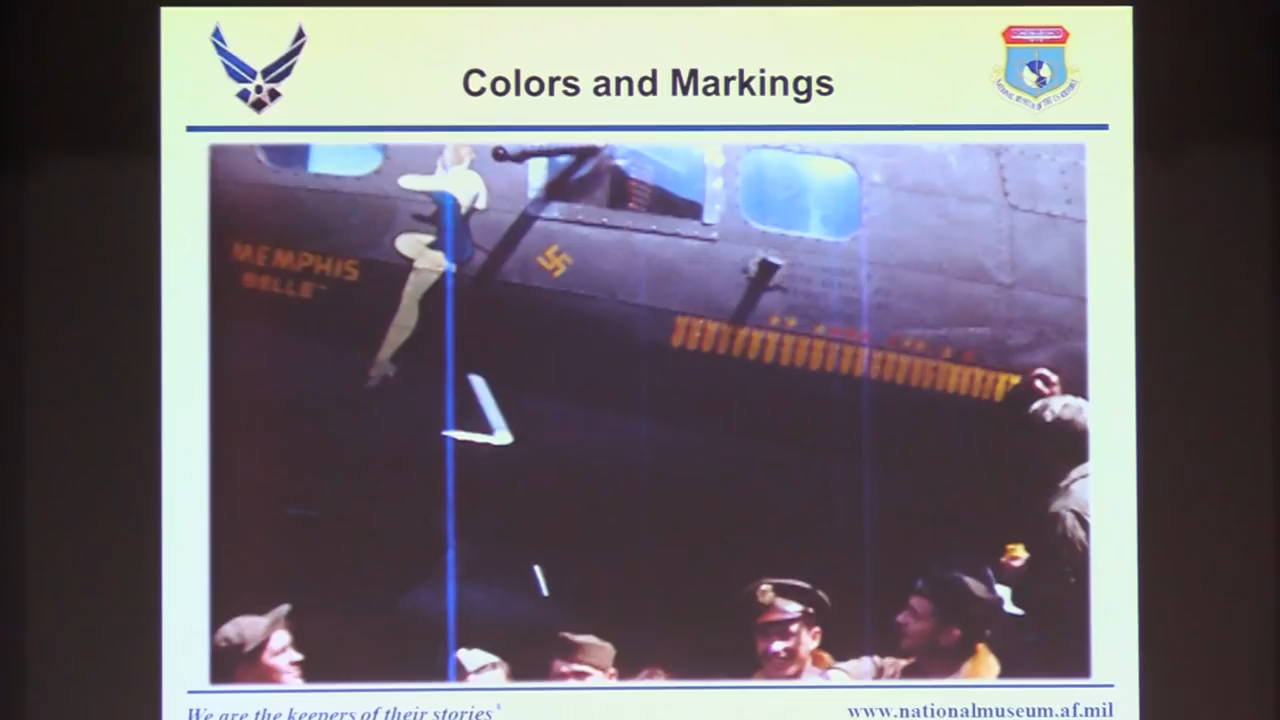 Colors and Markings
MEMPHIS
BELLE
We are the keepers of their stories
www.nationalmuseum.af.mil